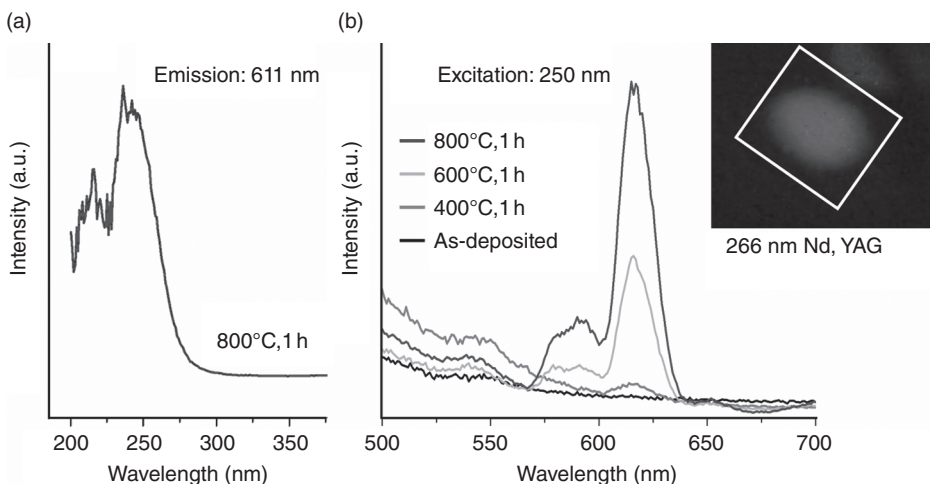 (a)
Emission: 611 nm
800°C,1 h
Intensity (a.u.)
200 250 300 350
Wavelength (nm)
(b)
Excitation: 250 nm
800°C,1 h
600°C,1 h
400°C,1 h
As-deposited
266 nm Nd, YAG
Intensity (a.u.)
500 550 600 650 700
Wavelength (nm)